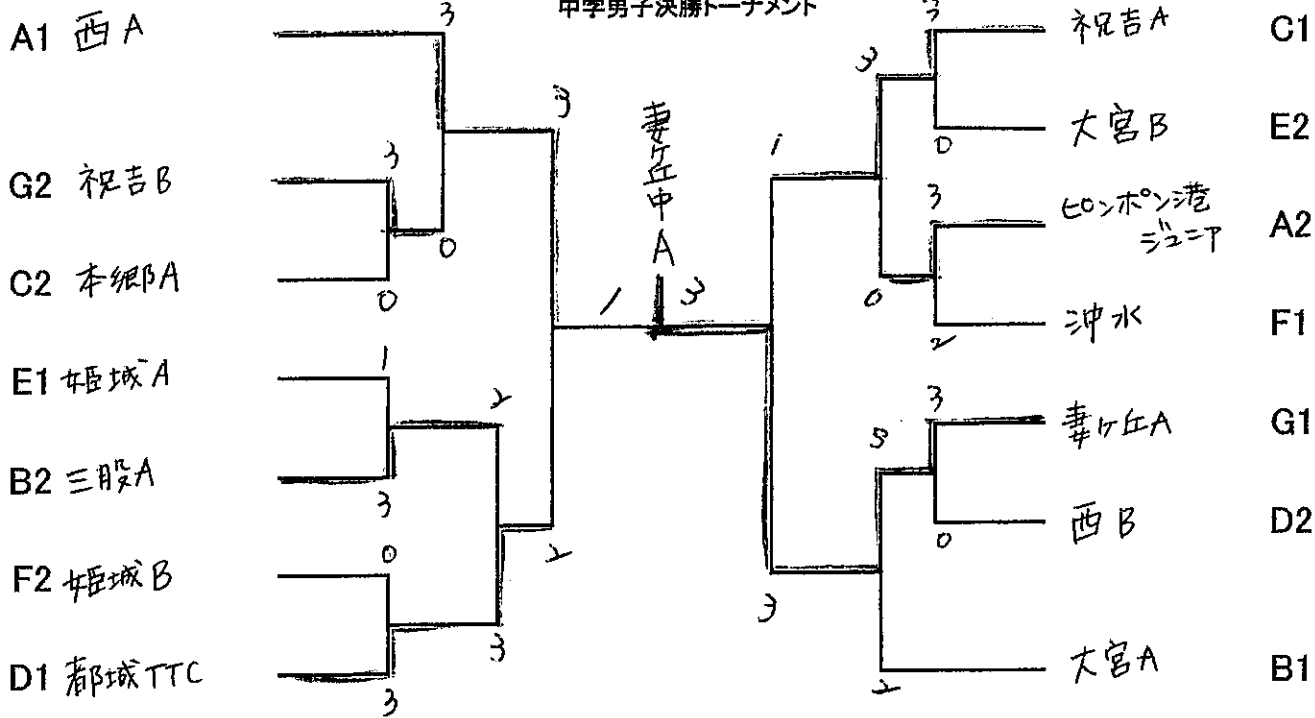 中学男子決勝トーナメント
A1 西A
3
G2 祝吉B
3
0
C2 本郷A
0
E1 姫城A
1
2
B2 三股A
3
F2 姫城B
0
D1 都城TTC
3
3
3
2
1
妻ケ丘中A
3
祝吉A C1
3
3
大宮B E2
0
1
ピンポン港
ジュニア A2
3
0
沖水 F1
2
妻ケ丘A G1
3
西B D2
0
3
大宮A B1
2